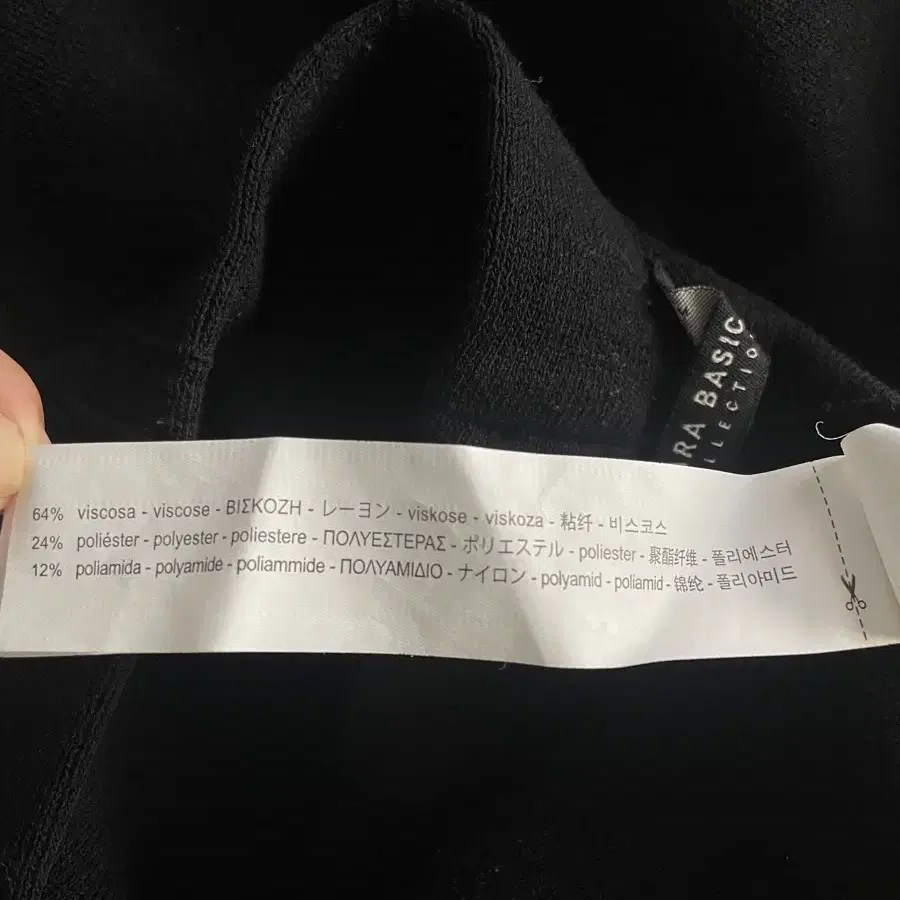 RA BASIC
LLECTIO
64% viscosa - viscose - ΒΙΣΚΟΖΗ - レーヨン - viskose - viskoza - 粘纤 - 비스코스
24% poliéster - polyester - poliestere - ΠΟΛΥΕΣΤΕΡΑΣ - ポリエステル - poliester - 聚酯纤维 - 폴리에스터
12% poliamida - polyamide - poliammide - ΠΟΛΥΑΜΙΔΙΟ - ナイロン - polyamid - poliamid - 锦纶 - 폴리아미드